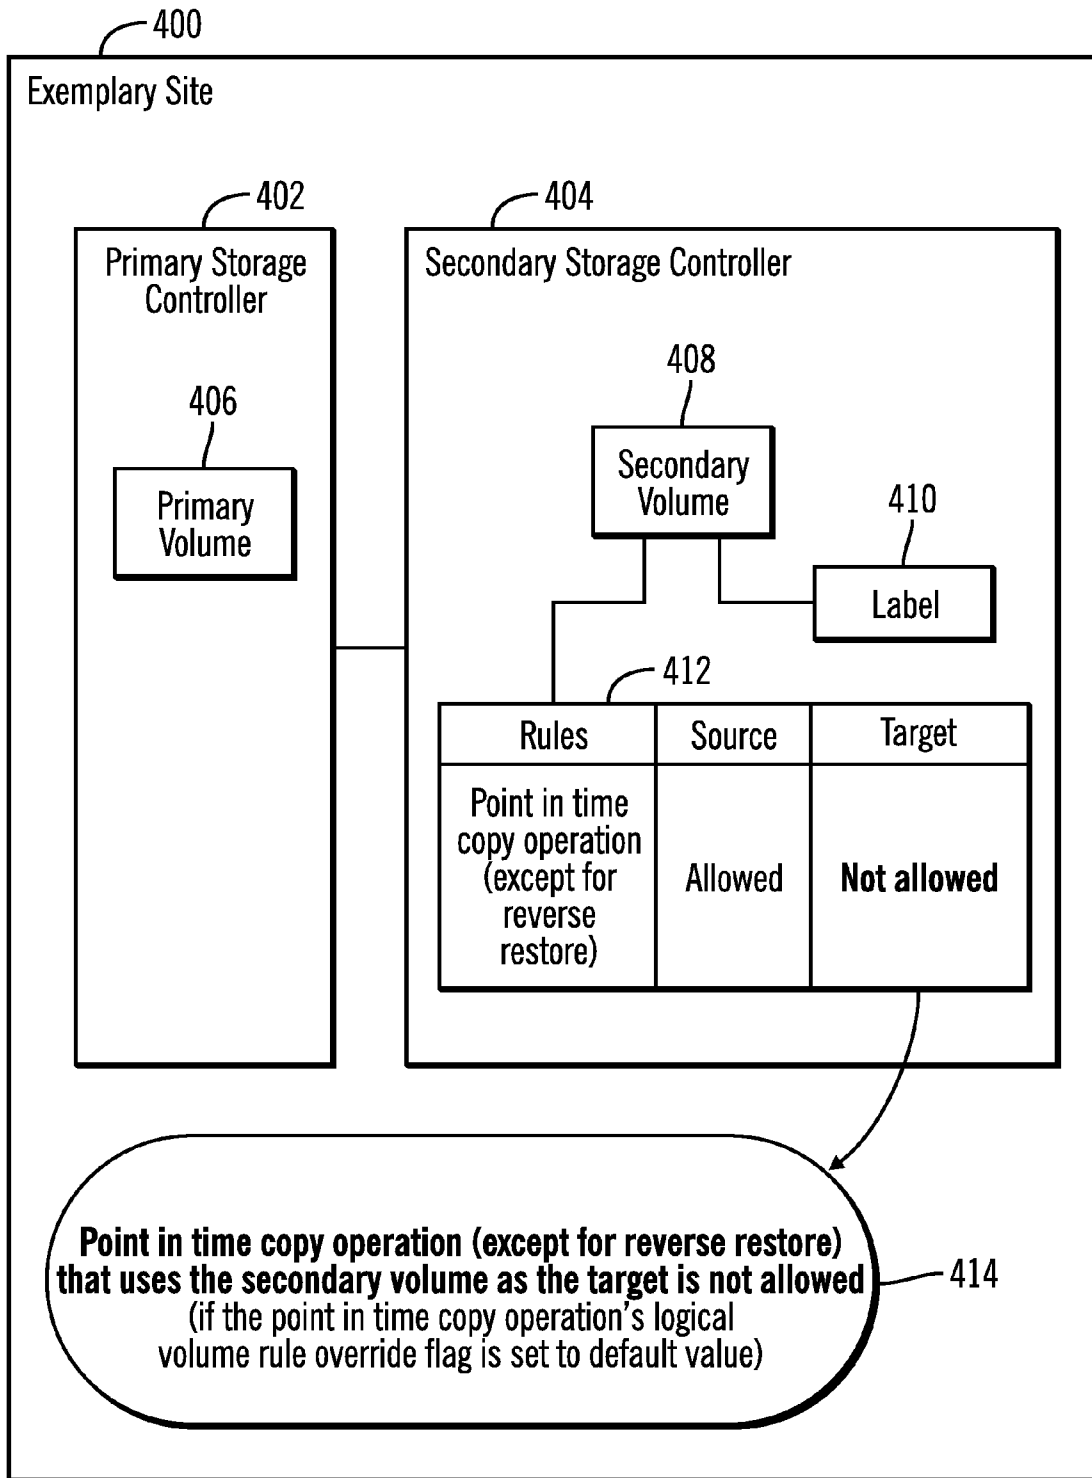 400
Exemplary Site
402
404
Primary Storage
Controller
Secondary Storage Controller
406
Primary
Volume
408
Secondary
Volume
410
Label
412
Rules
Source
Target
Point in time
copy operation
(except for
reverse
restore)
Allowed
Not allowed
Point in time copy operation (except for reverse restore)
that uses the secondary volume as the target is not allowed
(if the point in time copy operation's logical
volume rule override flag is set to default value)
414